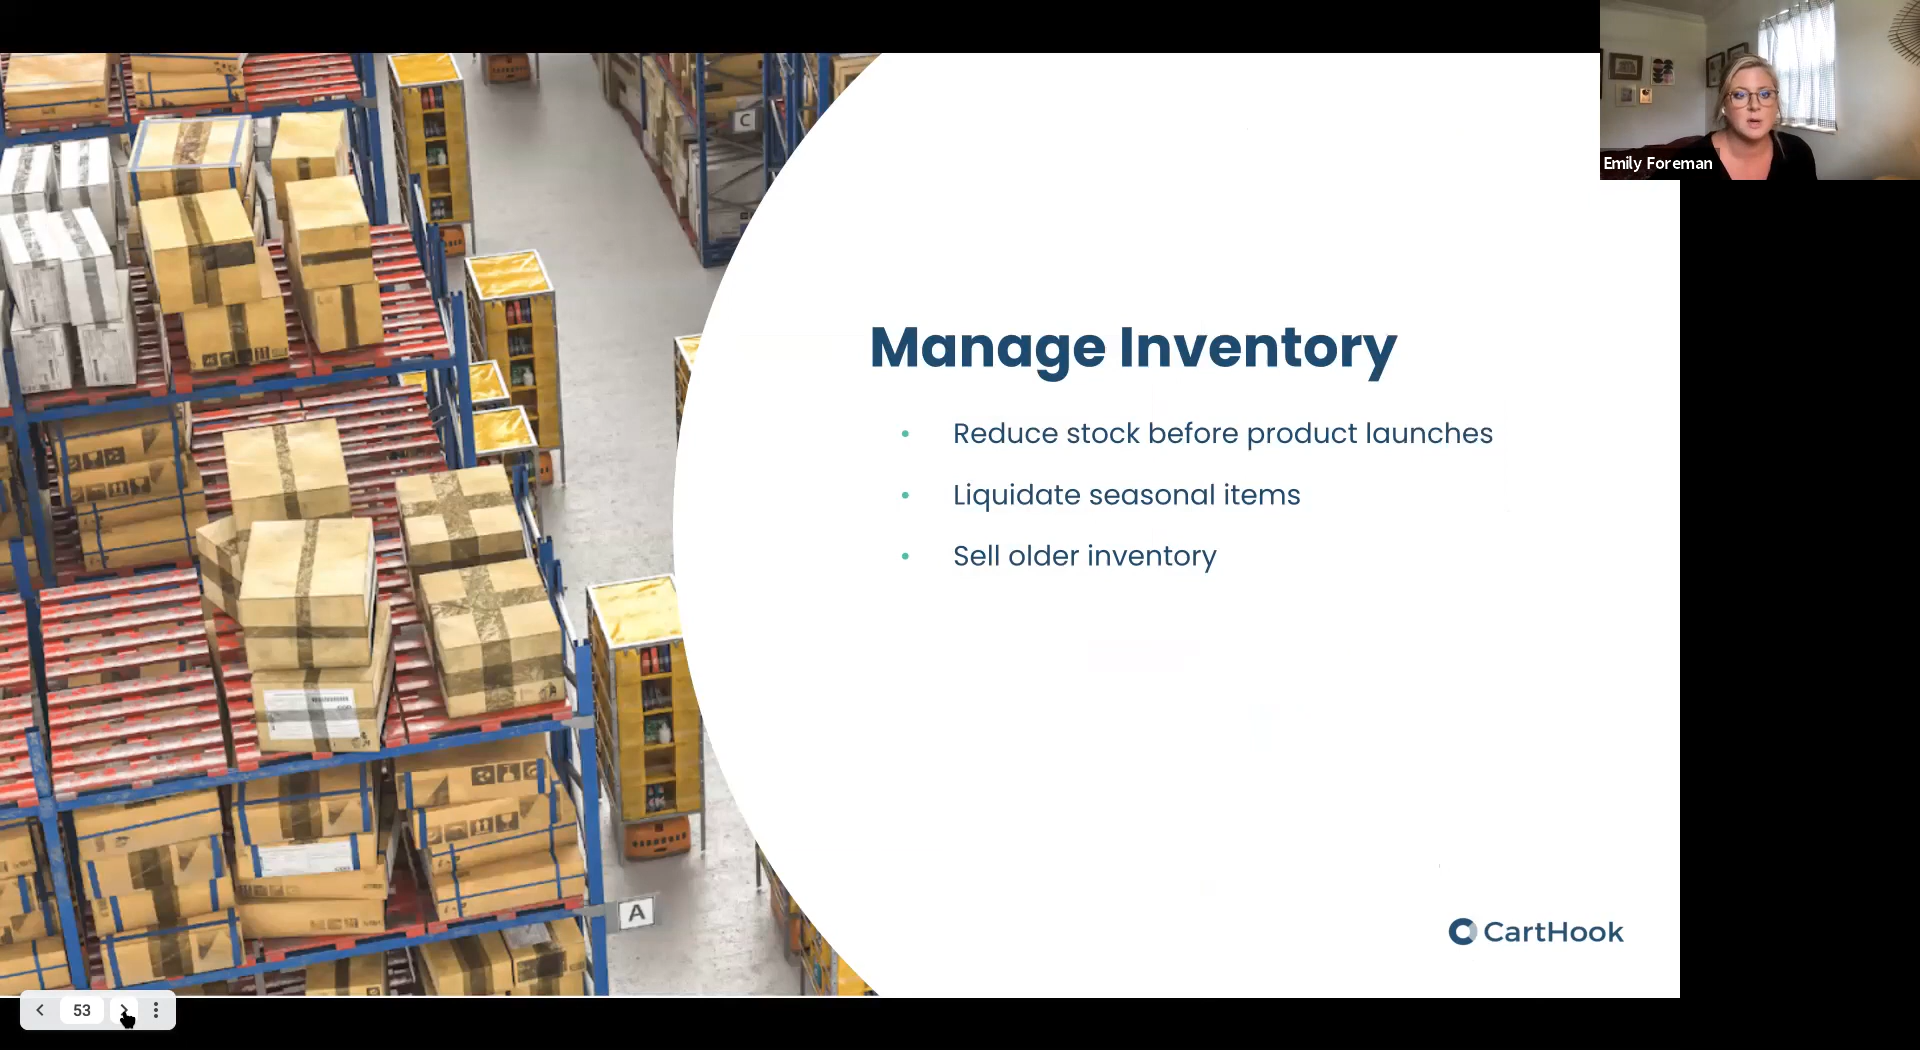 Emily Foreman
C
Manage Inventory
• Reduce stock before product launches
• Liquidate seasonal items
• Sell older inventory
A
CartHook
53